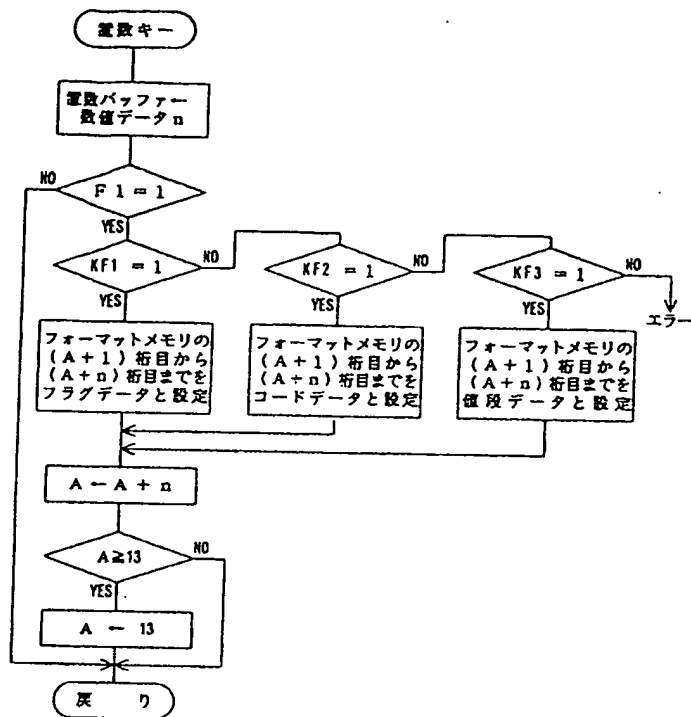 置数キー
置数バッファー
数値データn
F1=1
NO
YES
KF1=1
NO
YES
KF2=1
NO
YES
KF3=1
NO
YES
エラー
フォーマットメモリの
(A+1)桁目から
(A+n)桁目までを
フラグデータと設定
フォーマットメモリの
(A+1)桁目から
(A+n)桁目までを
コードデータと設定
フォーマットメモリの
(A+1)桁目から
(A+n)桁目までを
値段データと設定
A←A+n
A≧13
NO
YES
A ← 13
戻 り